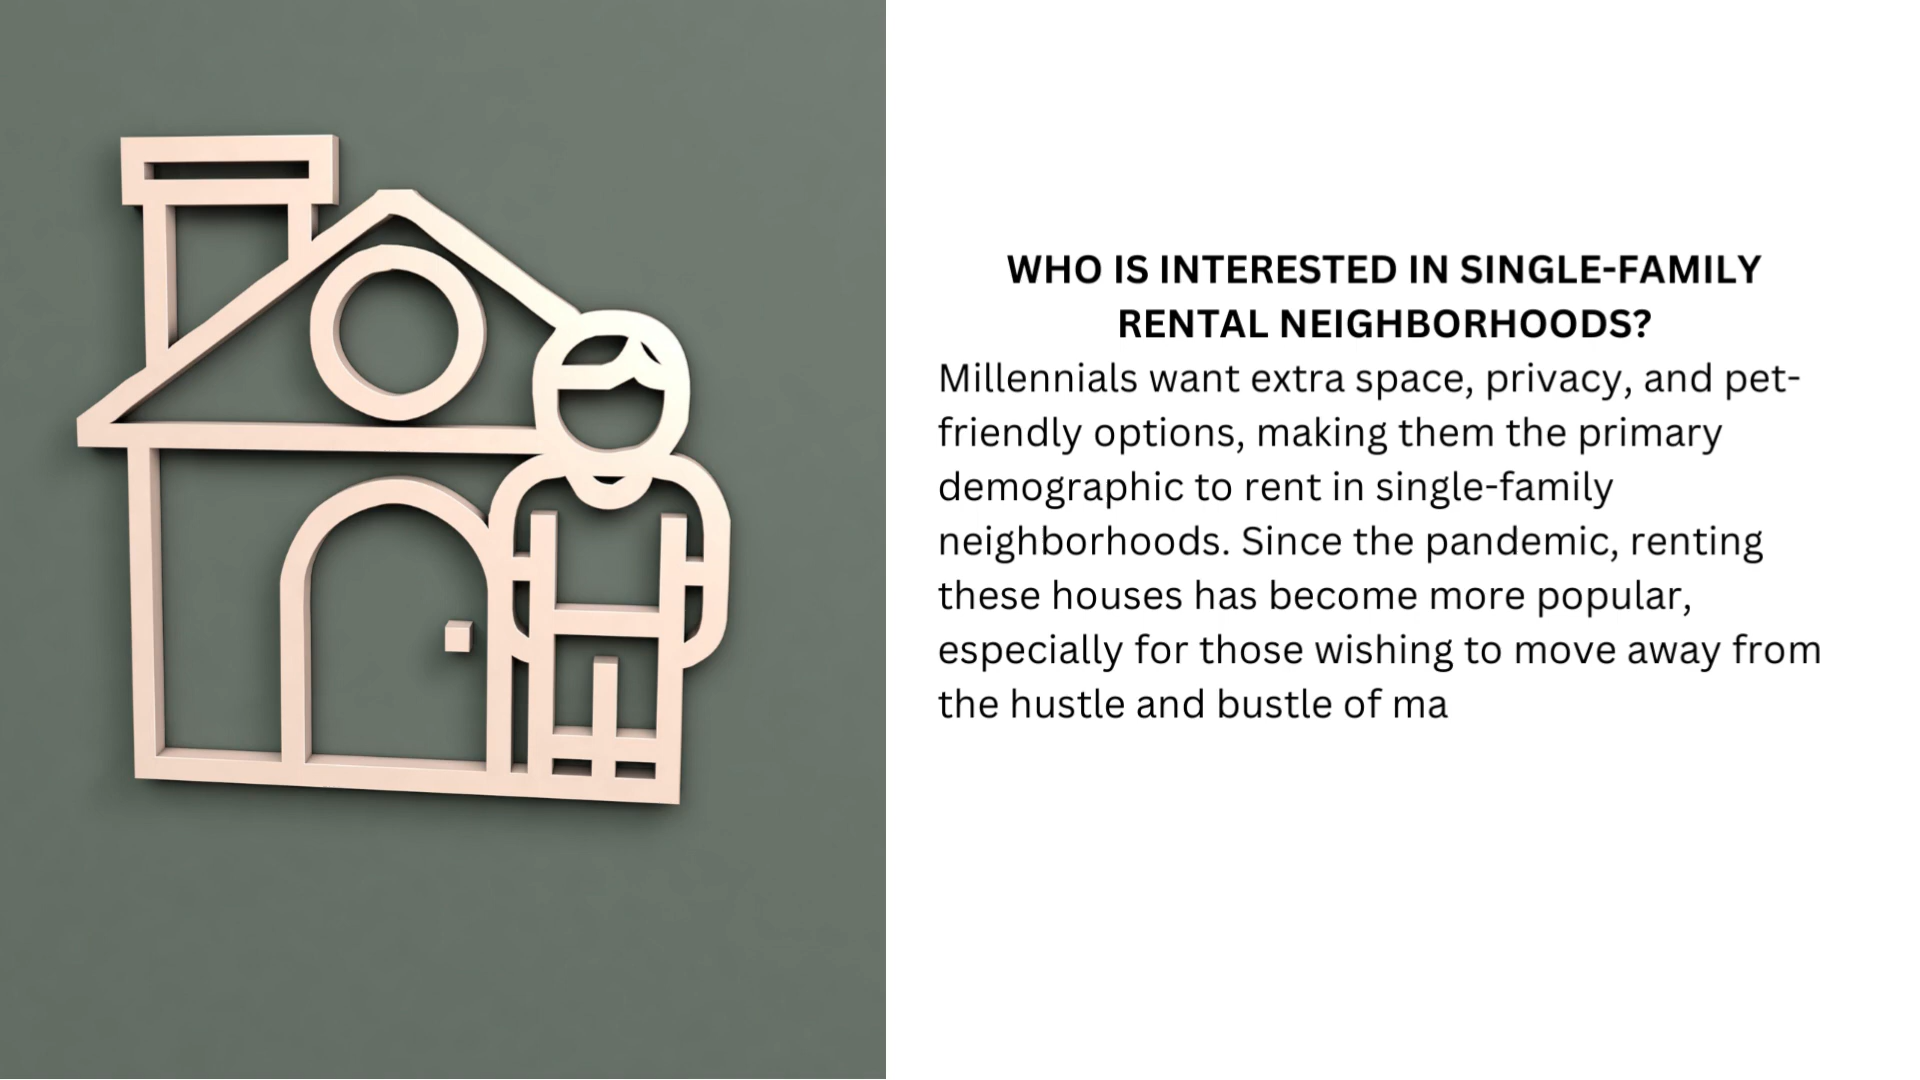 WHO IS INTERESTED IN SINGLE-FAMILY
RENTAL NEIGHBORHOODS?
Millennials want extra space, privacy, and pet-
friendly options, making them the primary
demographic to rent in single-family
neighborhoods. Since the pandemic, renting
these houses has become more popular,
especially for those wishing to move away from
the hustle and bustle of ma